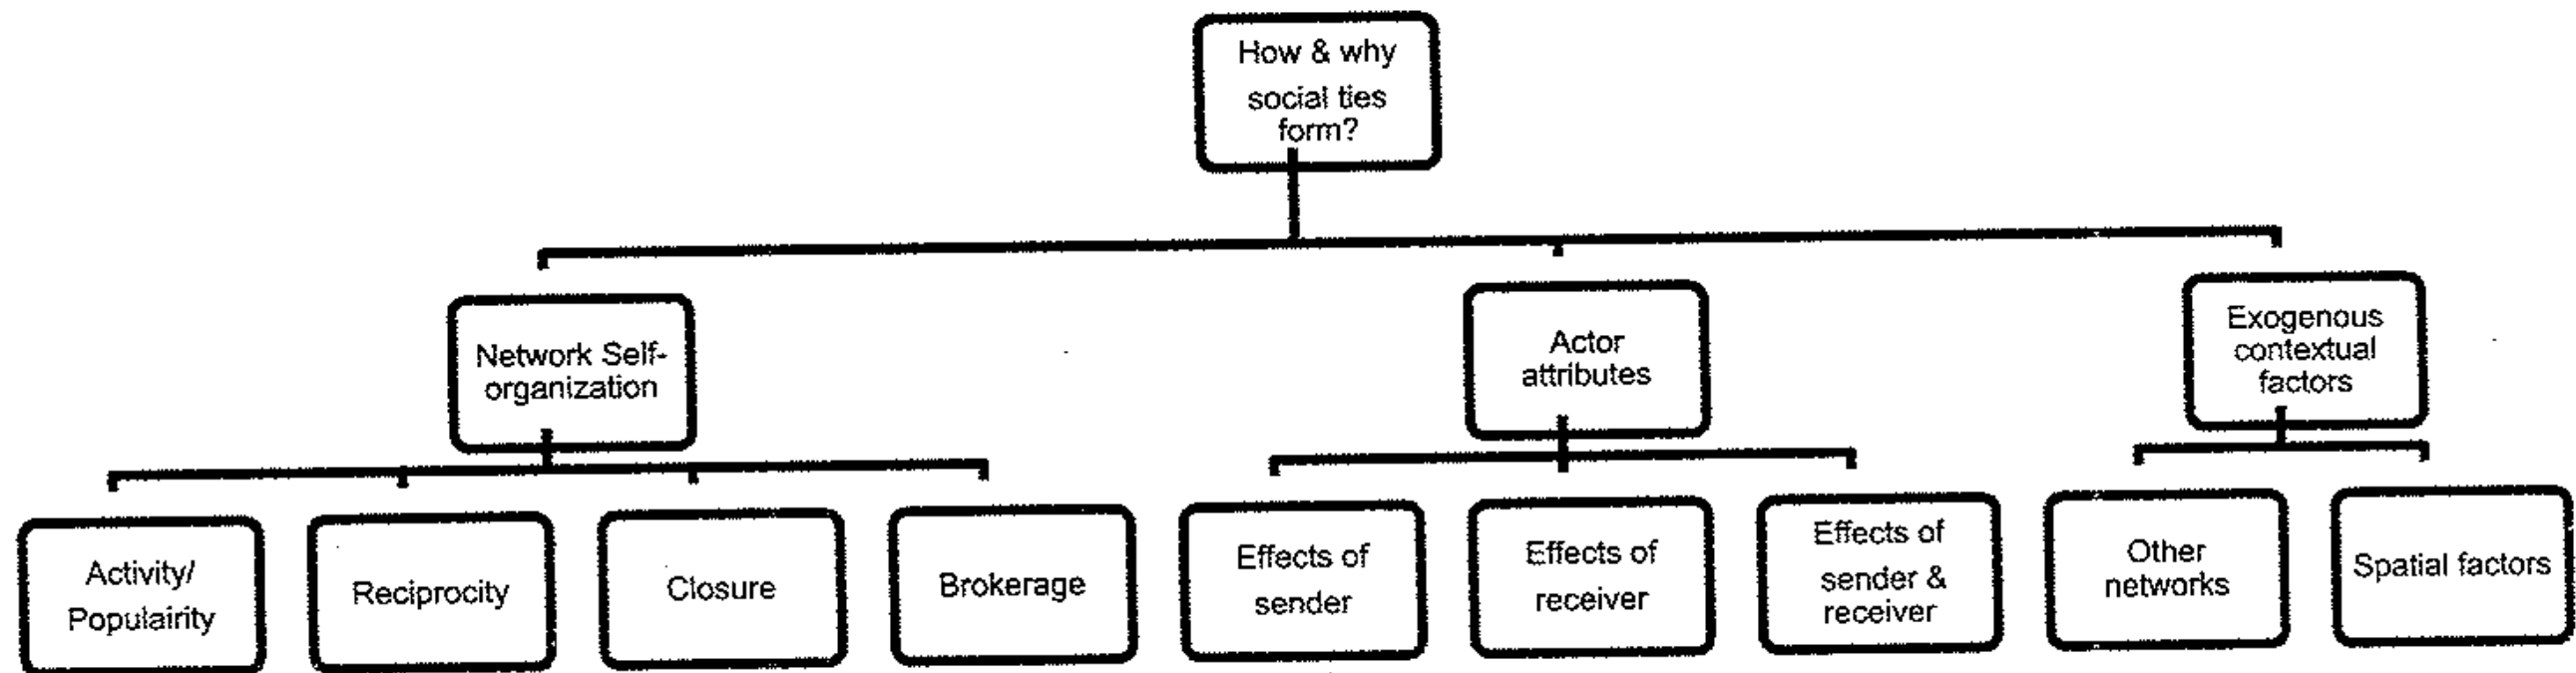 How & why
social ties
form?
Network Self-
organization
Actor
attributes
Exogenous
contextual
factors
Activity/
Populairity
Reciprocity
Closure
Brokerage
Effects of
sender
Effects of
receiver
Effects of
sender &
receiver
Other
networks
Spatial factors